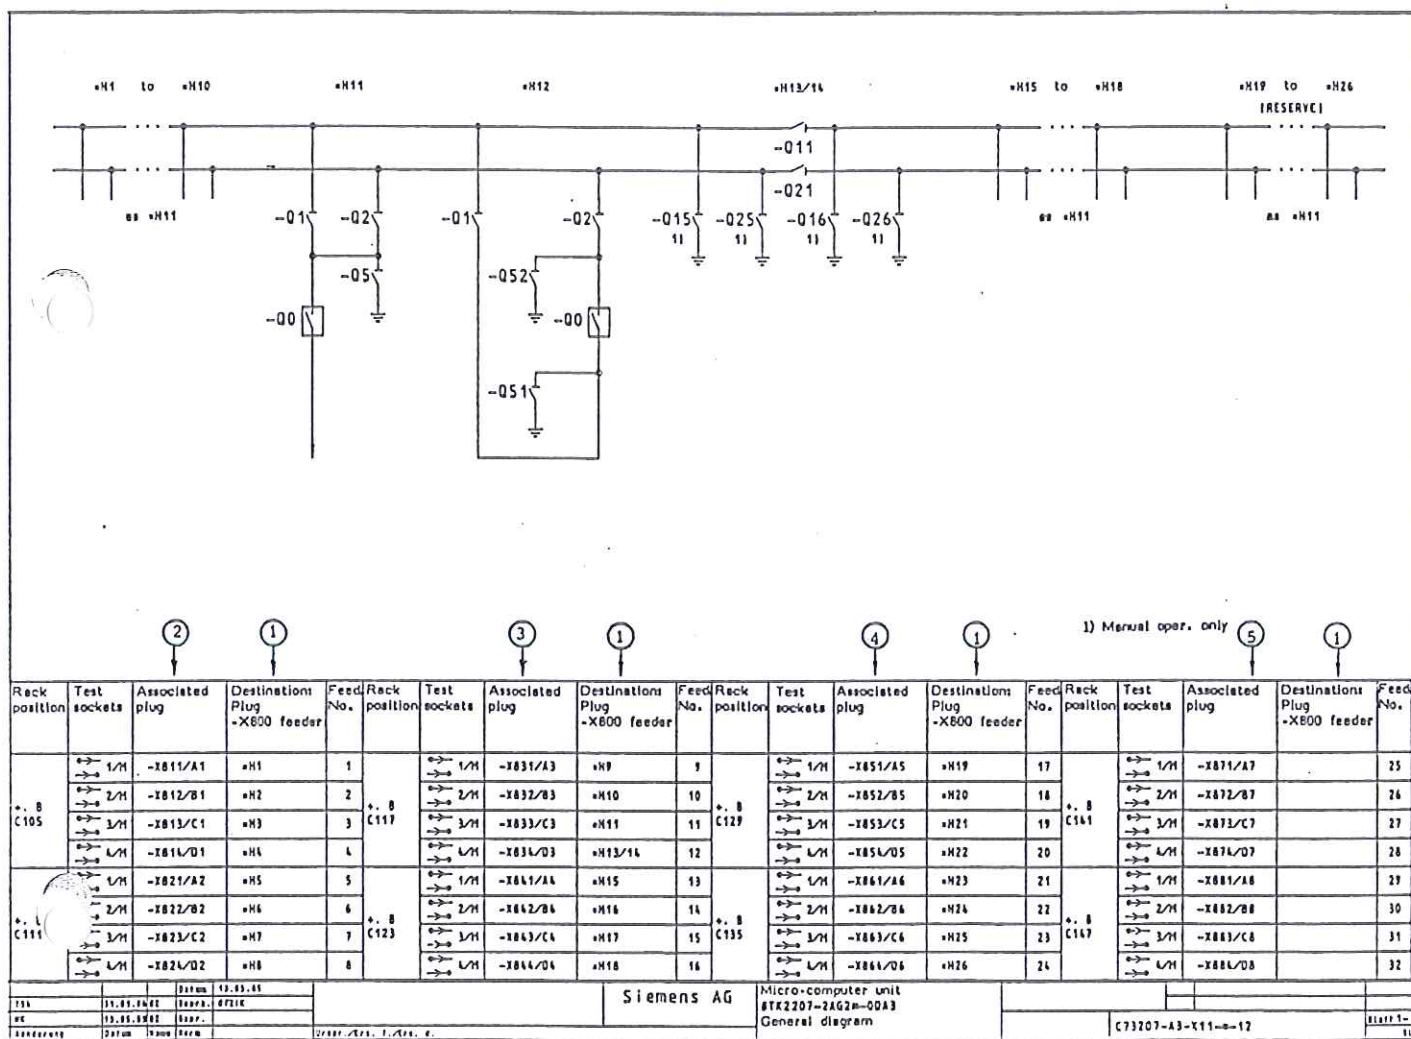 =H1 to =H10 =H11 =H12 =H13/14 =H15 to =H18 =H19 to =H26
(RESERVE)
-Q11
-Q21
as =H11 -Q1 -Q2 -Q1 -Q2 -Q15 -Q25 -Q16 -Q26 as =H11 as =H11
1) 1) 1) 1)
-Q5 -Q52
-Q0 -Q0
-Q51
1) Manual oper. only
2 1 3 1 4 1 5 1
Rack position Test sockets Associated plug Destination: Plug -X800 feeder Feed No. Rack position Test sockets Associated plug Destination: Plug -X800 feeder Feed No. Rack position Test sockets Associated plug Destination: Plug -X800 feeder Feed No. Rack position Test sockets Associated plug Destination: Plug -X800 feeder Feed No.
1/M -X811/A1 =H1 1 1/M -X831/A3 =H9 9 1/M -X851/A5 =H19 17 1/M -X871/A7 25
+. B C105 2/M -X812/B1 =H2 2 +. B C117 2/M -X832/B3 =H10 10 +. B C129 2/M -X852/B5 =H20 18 +. B C141 2/M -X872/B7 26
3/M -X813/C1 =H3 3 3/M -X833/C3 =H11 11 3/M -X853/C5 =H21 19 3/M -X873/C7 27
4/M -X814/D1 =H4 4 4/M -X834/D3 =H13/14 12 4/M -X854/D5 =H22 20 4/M -X874/D7 28
1/M -X821/A2 =H5 5 1/M -X841/A4 =H15 13 1/M -X861/A6 =H23 21 1/M -X881/A8 29
C111 2/M -X822/B2 =H6 6 +. B C123 2/M -X842/B4 =H16 14 +. B C135 2/M -X862/B6 =H24 22 +. B C147 2/M -X882/B8 30
3/M -X823/C2 =H7 7 3/M -X843/C4 =H17 15 3/M -X863/C6 =H25 23 3/M -X883/C8 31
4/M -X824/D2 =H8 8 4/M -X844/D4 =H18 16 4/M -X864/D6 =H26 24 4/M -X884/D8 32
Datum
Siemens AG
Micro-computer unit
General diagram
Aenderung Datum Name Norm